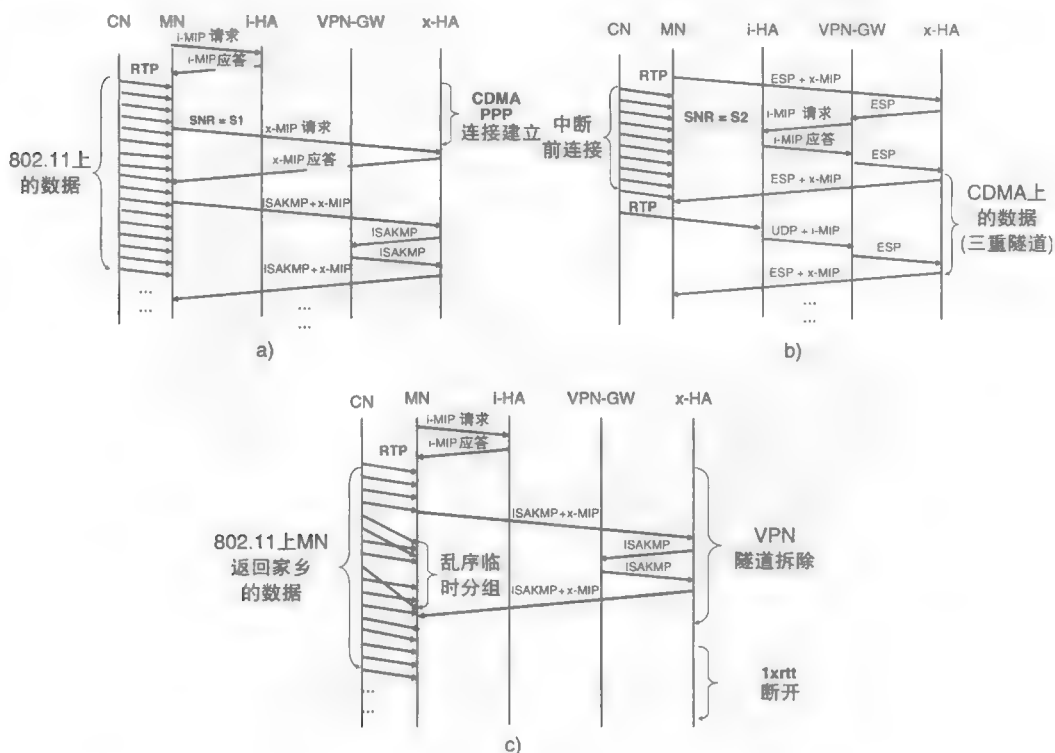 CN MN i-HA VPN-GW x-HA
i-MIP 请求
i-MIP 应答
RTP
CDMA
PPP
连接建立
SNR = S1
x-MIP 请求
802.11上
的数据
x-MIP 应答
ISAKMP+x-MIP
ISAKMP
ISAKMP
ISAKMP+x-MIP
...
...
...
...
a)
CN MN i-HA VPN-GW x-HA
RTP
ESP + x-MIP
ESP
中断
前连接
SNR = S2
i-MIP 请求
i-MIP 应答
ESP
ESP + x-MIP
RTP
CDMA上
的数据
(三重隧道)
UDP + i-MIP
ESP
ESP + x-MIP
...
...
b)
CN MN i-HA VPN-GW x-HA
i-MIP 请求
i-MIP 应答
RTP
ISAKMP+x-MIP
802.11上MN
返回家乡
的数据
乱序临
时分组
ISAKMP
ISAKMP
VPN
隧道拆除
ISAKMP+x-MIP
1xrtt
断开
...
...
...
...
c)